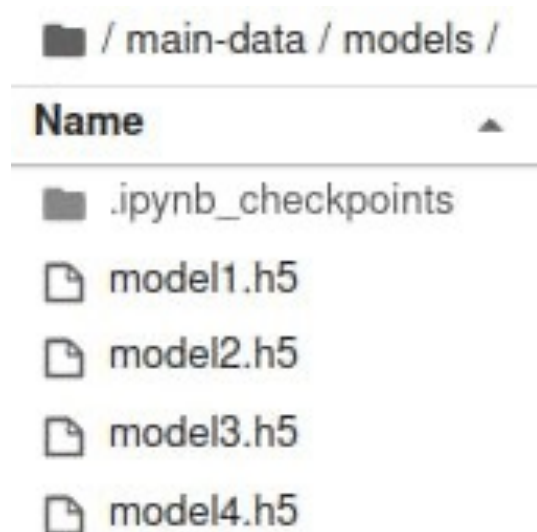 / main-data / models /
Name
.ipynb_checkpoints
model1.h5
model2.h5
model3.h5
model4.h5